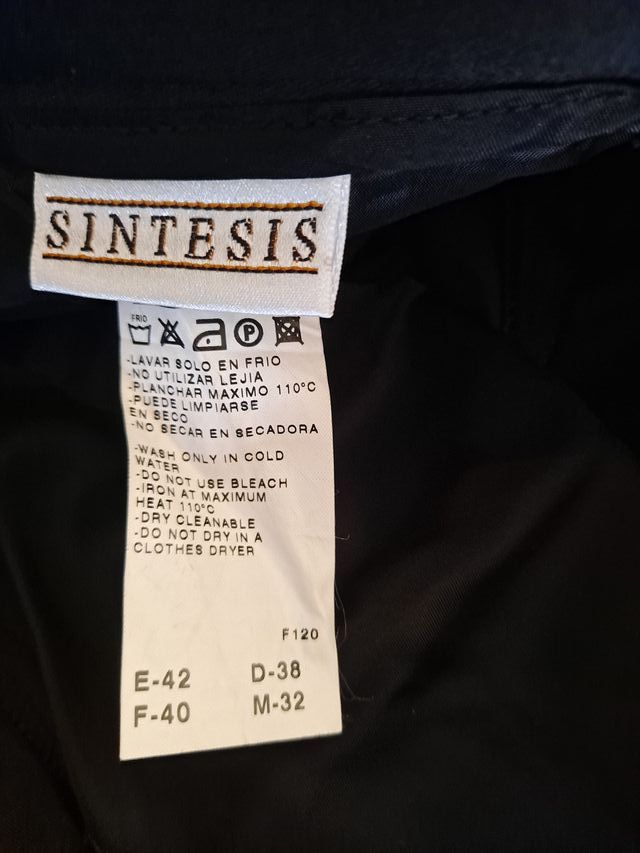 SINTESIS
FRIO
P
-LAVAR SOLO EN FRIO
-NO UTILIZAR LEJIA
-PLANCHAR MAXIMO 110°C
-PUEDE LIMPIARSE
EN SECO
-NO SECAR EN SECADORA
-WASH ONLY IN COLD
WATER
-DO NOT USE BLEACH
-IRON AT MAXIMUM
HEAT 110°C
-DRY CLEANABLE
-DO NOT DRY IN A
CLOTHES DRYER
F120
E-42 D-38
F-40 M-32